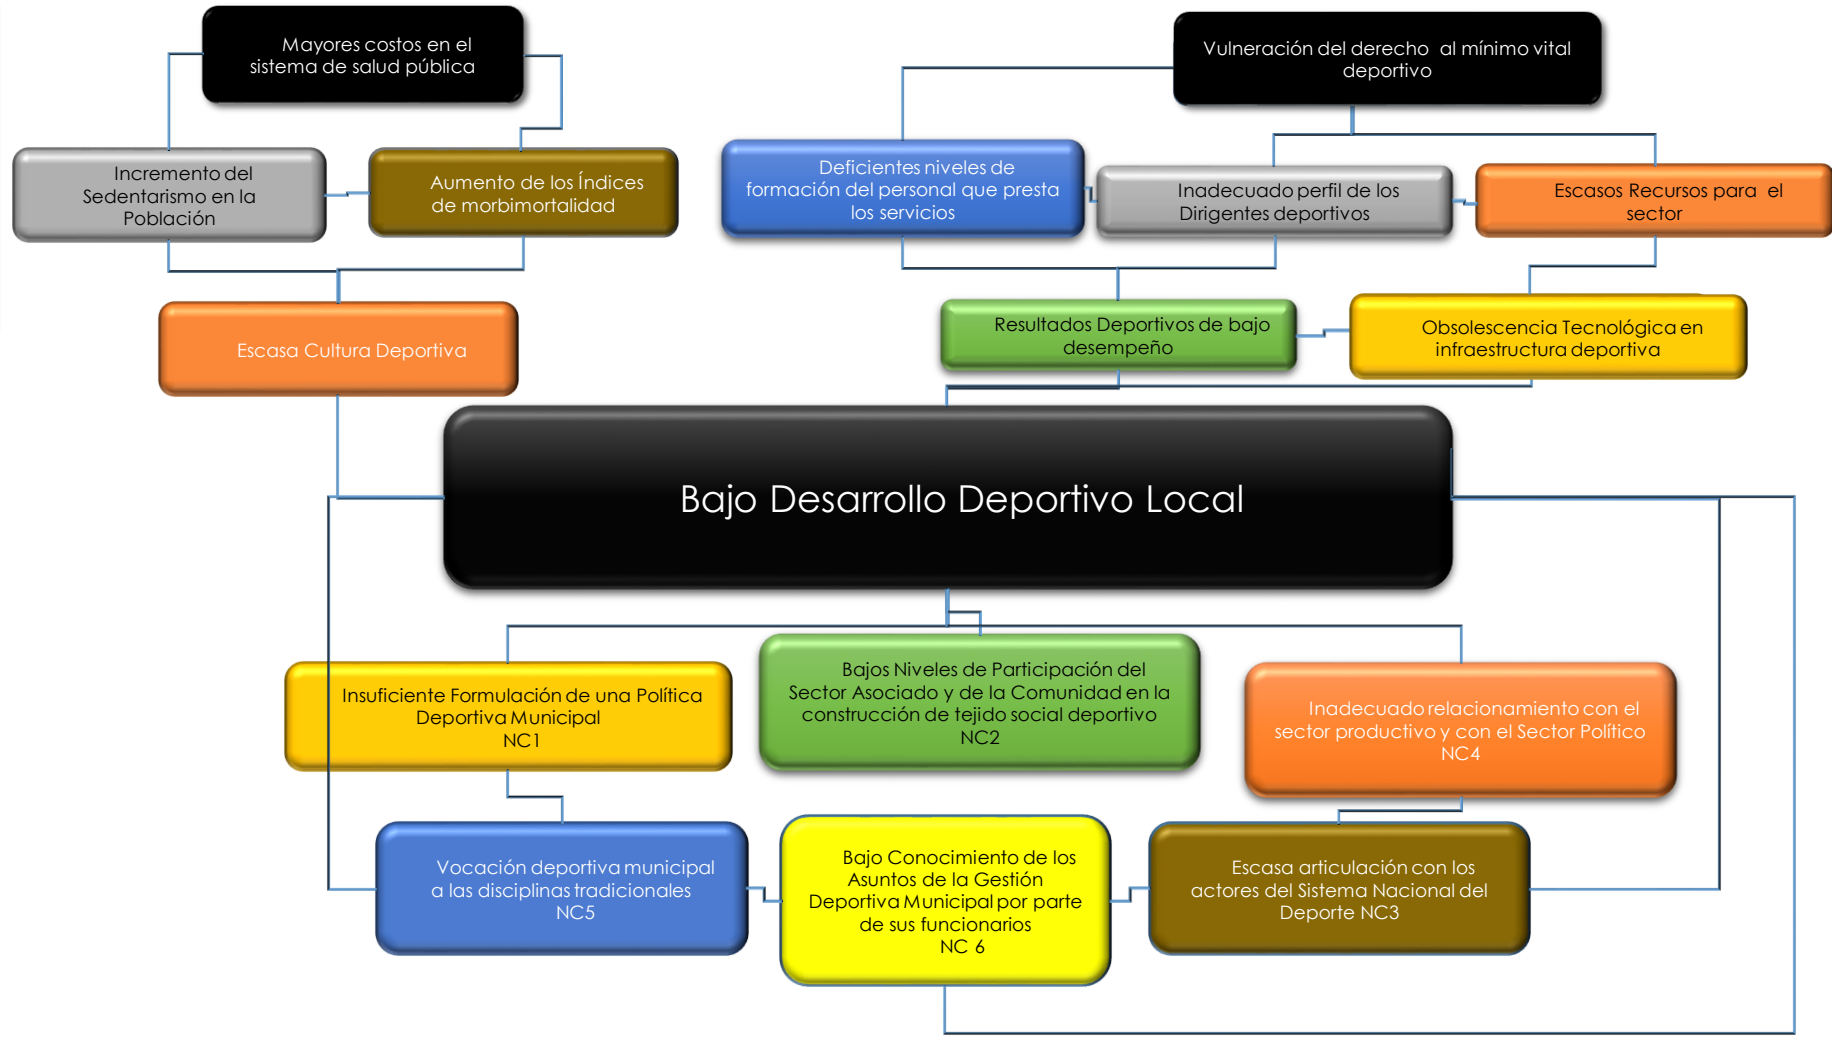 Mayores costos en el
sistema de salud pública
Vulneración del derecho al mínimo vital
deportivo
Incremento del
Sedentarismo en la
Población
Aumento de los Índices
de morbimortalidad
Deficientes niveles de
formación del personal que presta
los servicios
Inadecuado perfil de los
Dirigentes deportivos
Escasos Recursos para el
sector
Escasa Cultura Deportiva
Resultados Deportivos de bajo
desempeño
Obsolescencia Tecnológica en
infraestructura deportiva
Bajo Desarrollo Deportivo Local
Insuficiente Formulación de una Política
Deportiva Municipal
NC1
Bajos Niveles de Participación del
Sector Asociado y de la Comunidad en la
construcción de tejido social deportivo
NC2
Inadecuado relacionamiento con el
sector productivo y con el Sector Político
NC4
Vocación deportiva municipal
a las disciplinas tradicionales
NC5
Bajo Conocimiento de los
Asuntos de la Gestión
Deportiva Municipal por parte
de sus funcionarios
NC 6
Escasa articulación con los
actores del Sistema Nacional del
Deporte NC3